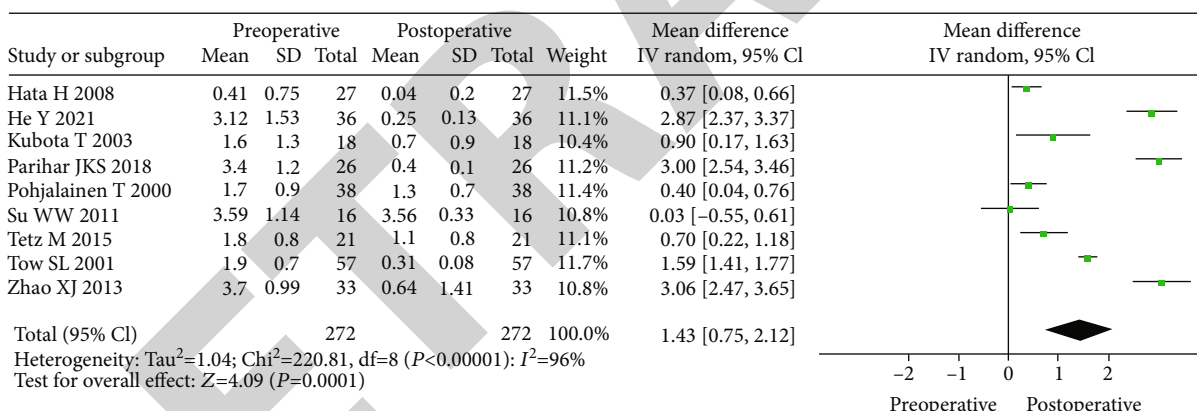 Preoperative Postoperative Mean difference Mean difference
Study or subgroup Mean SD Total Mean SD Total Weight IV random, 95% Cl IV random, 95% Cl
Hata H 2008 0.41 0.75 27 0.04 0.2 27 11.5% 0.37 [0.08, 0.66]
He Y 2021 3.12 1.53 36 0.25 0.13 36 11.1% 2.87 [2.37, 3.37]
Kubota T 2003 1.6 1.3 18 0.7 0.9 18 10.4% 0.90 [0.17, 1.63]
Parihar JKS 2018 3.4 1.2 26 0.4 0.1 26 11.2% 3.00 [2.54, 3.46]
Pohjalainen T 2000 1.7 0.9 38 1.3 0.7 38 11.4% 0.40 [0.04, 0.76]
Su WW 2011 3.59 1.14 16 3.56 0.33 16 10.8% 0.03 [−0.55, 0.61]
Tetz M 2015 1.8 0.8 21 1.1 0.8 21 11.1% 0.70 [0.22, 1.18]
Tow SL 2001 1.9 0.7 57 0.31 0.08 57 11.7% 1.59 [1.41, 1.77]
Zhao XJ 2013 3.7 0.99 33 0.64 1.41 33 10.8% 3.06 [2.47, 3.65]
Total (95% Cl) 272 272 100.0% 1.43 [0.75, 2.12]
Heterogeneity: Tau²=1.04; Chi²=220.81, df=8 (P<0.00001): I²=96%
Test for overall effect: Z=4.09 (P=0.0001)
−2 −1 0 1 2
Preoperative Postoperative